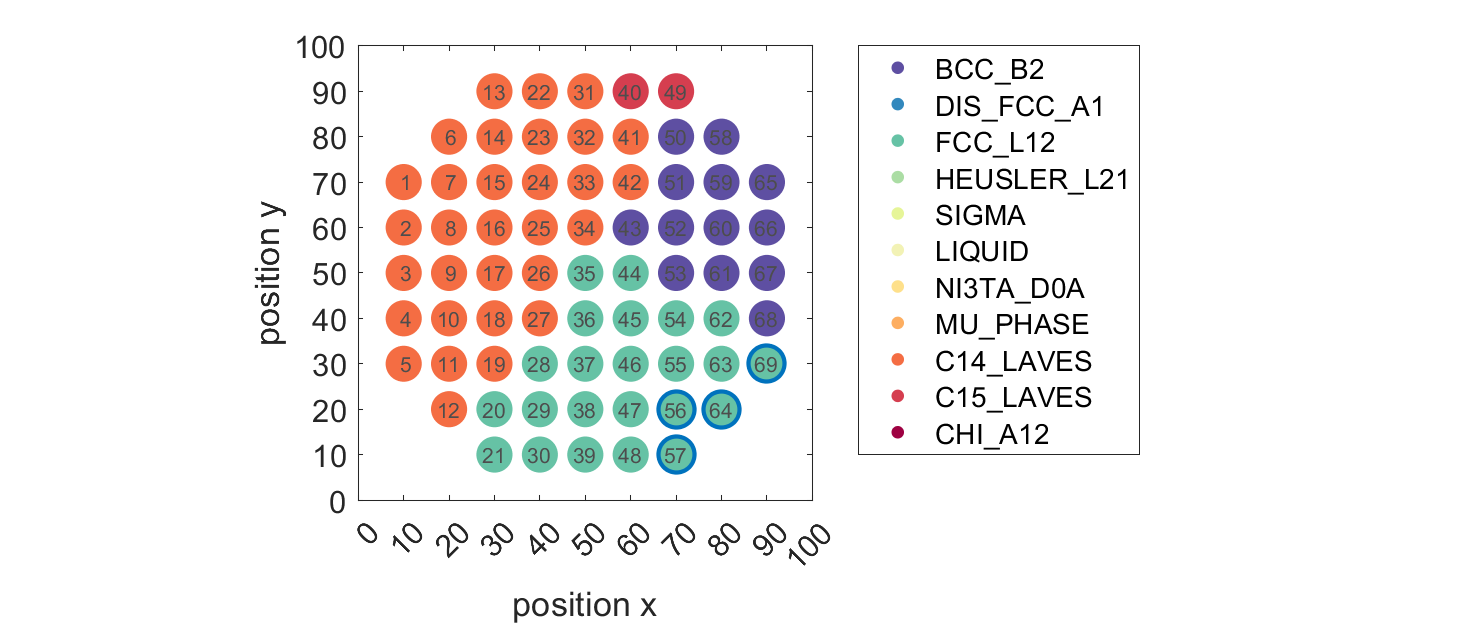 100
90
80
70
60
50
40
30
20
10
0
position y
13 22 31 40 49
6 14 23 32 41 50 58
1 7 15 24 33 42 51 59 65
2 8 16 25 34 43 52 60 66
3 9 17 26 35 44 53 61 67
4 10 18 27 36 45 54 62 68
5 11 19 28 37 46 55 63 69
12 20 29 38 47 56 64
21 30 39 48 57
0 10 20 30 40 50 60 70 80 90 100
position x
BCC_B2
DIS_FCC_A1
FCC_L12
HEUSLER_L21
SIGMA
LIQUID
NI3TA_D0A
MU_PHASE
C14_LAVES
C15_LAVES
CHI_A12